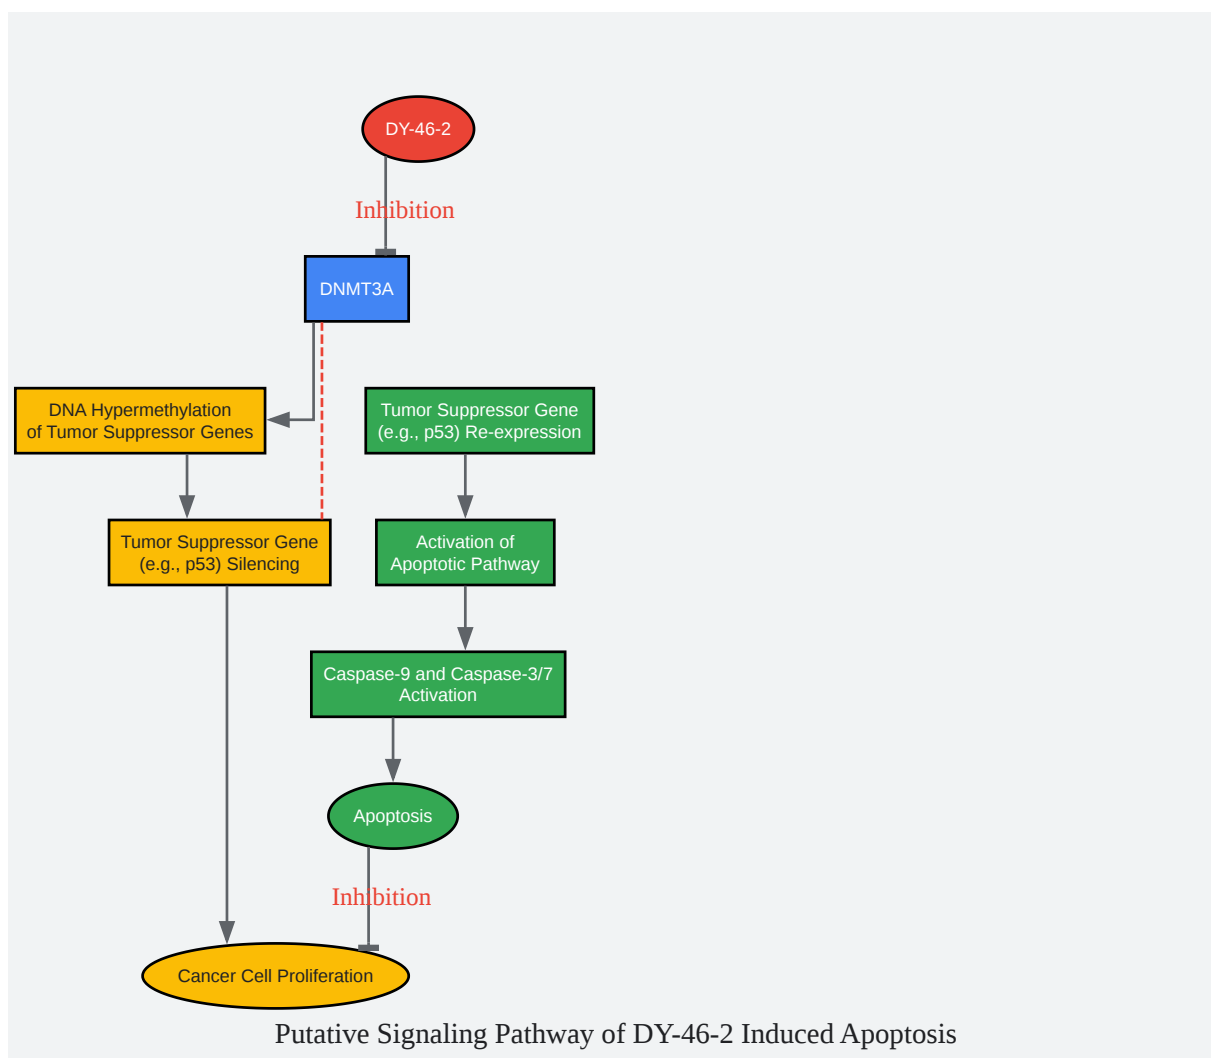 DY-46-2
Inhibition
DNMT3A
DNA Hypermethylation
of Tumor Suppressor Genes
Tumor Suppressor Gene
(e.g., p53) Re-expression
Tumor Suppressor Gene
(e.g., p53) Silencing
Activation of
Apoptotic Pathway
Caspase-9 and Caspase-3/7
Activation
Apoptosis
Inhibition
Cancer Cell Proliferation
Putative Signaling Pathway of DY-46-2 Induced Apoptosis